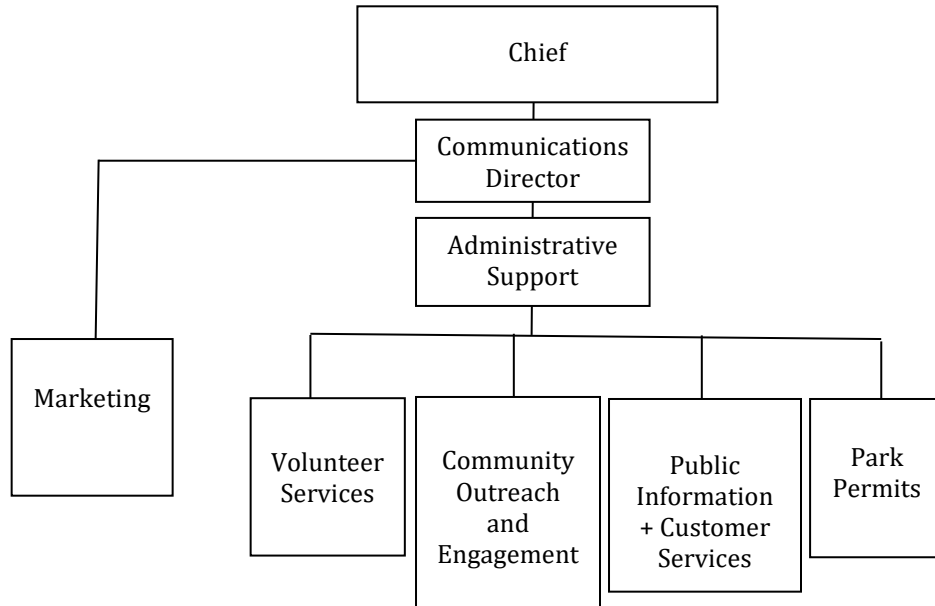 Chief
Communications
Director
Administrative
Support
Marketing
Volunteer
Services
Community
Outreach
and
Engagement
Public
Information
+ Customer
Services
Park
Permits